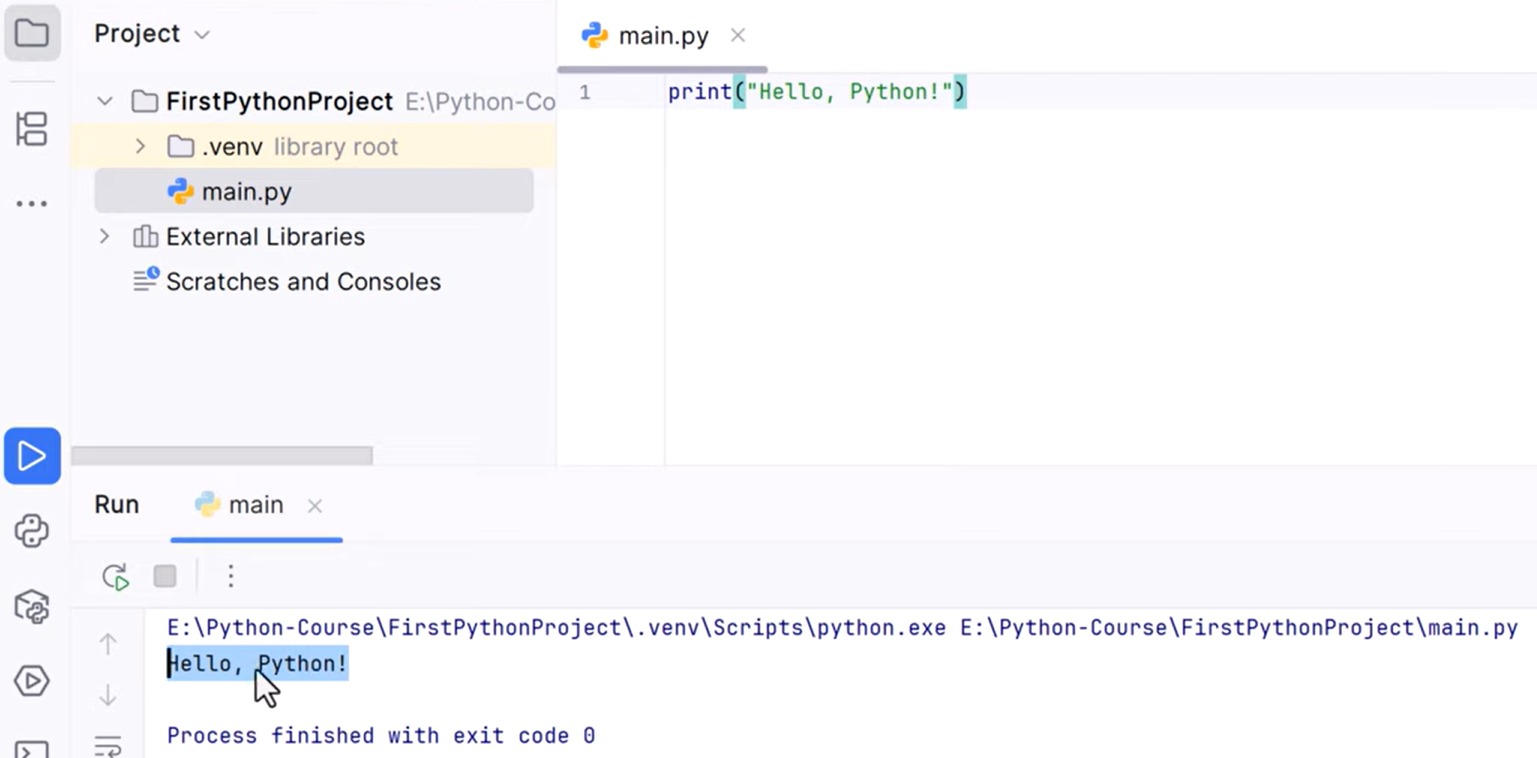 Project
main.py
FirstPythonProject E:\Python-Co
.venv library root
main.py
External Libraries
Scratches and Consoles
1 print("Hello, Python!")
Run main
E:\Python-Course\FirstPythonProject\.venv\Scripts\python.exe E:\Python-Course\FirstPythonProject\main.py
Hello, Python!
Process finished with exit code 0